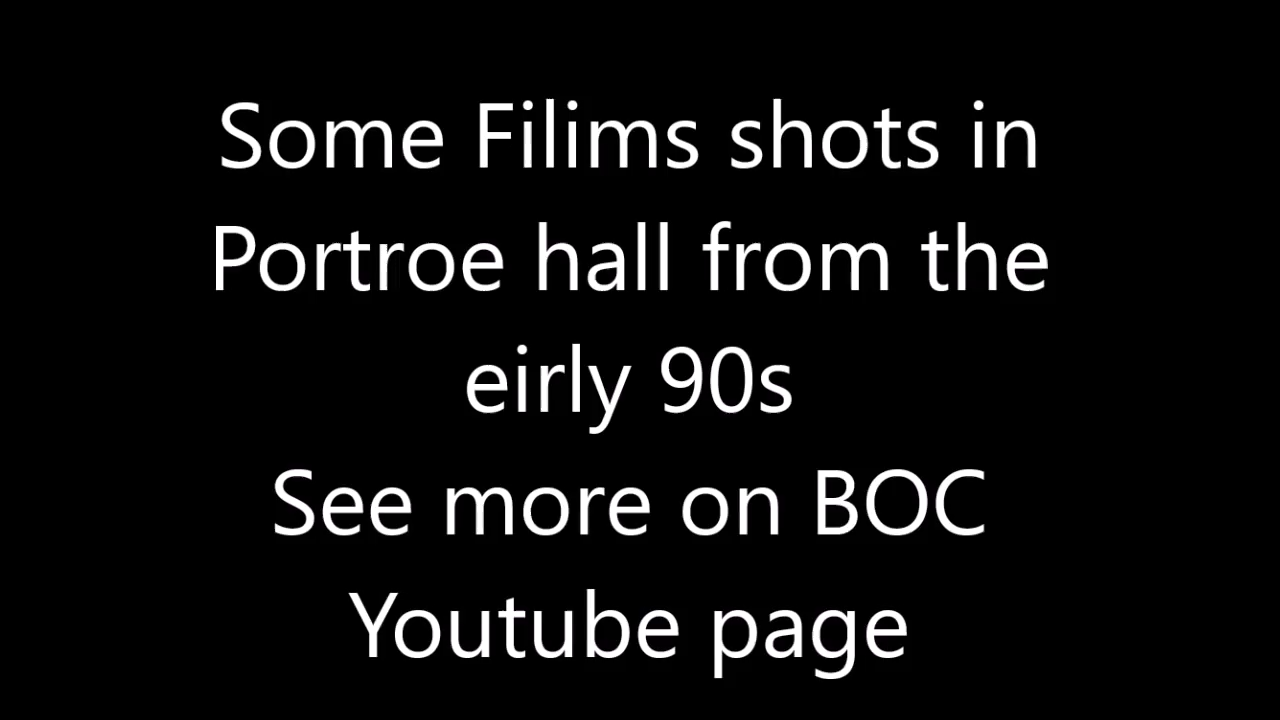 Some Filims shots in
Portroe hall from the
eirly 90s
See more on BOC
Youtube page